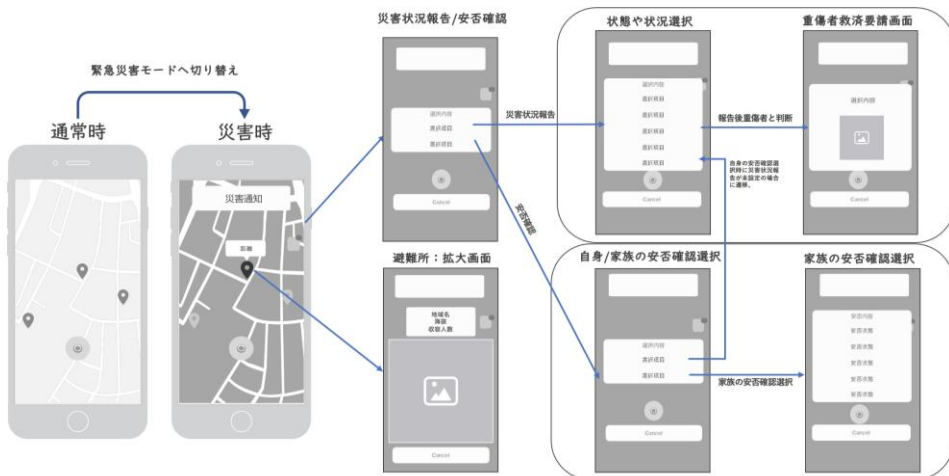 緊急災害モードへ切り替え
通常時
災害時
災害通知
距離
災害状況報告/安否確認
選択内容
選択項目
選択項目
Cancel
災害状況報告
安否確認
避難所：拡大画面
地域名
海抜
収容人数
Cancel
状態や状況選択
選択内容
選択項目
選択項目
選択項目
選択項目
選択項目
Cancel
報告後重傷者と判断
自身の安否確認選
択時に災害状況報
告が未設定の場合
に遷移。
重傷者救済要請画面
選択内容
Cancel
自身/家族の安否確認選択
選択内容
選択項目
選択項目
Cancel
家族の安否確認選択
家族の安否確認選択
安否内容
安否状態
安否状態
安否状態
安否状態
安否状態
Cancel